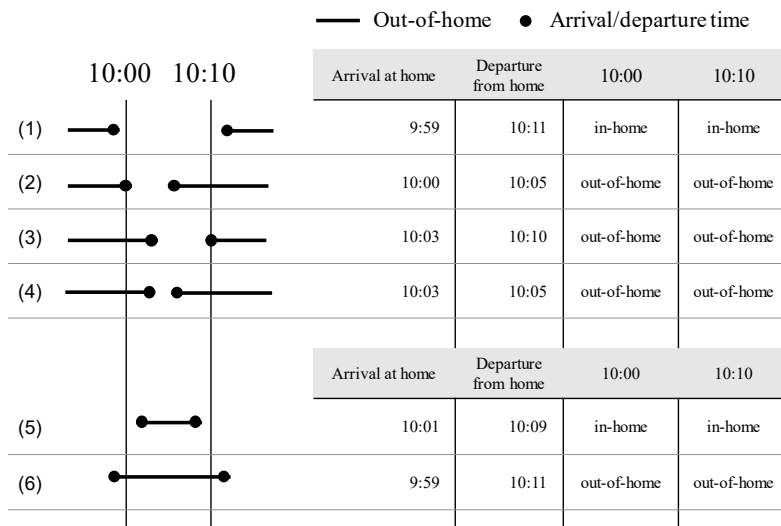 Out-of-home Arrival/departure time
10:00 10:10
Arrival at home Departure from home 10:00 10:10
(1) 9:59 10:11 in-home in-home
(2) 10:00 10:05 out-of-home out-of-home
(3) 10:03 10:10 out-of-home out-of-home
(4) 10:03 10:05 out-of-home out-of-home
Arrival at home Departure from home 10:00 10:10
(5) 10:01 10:09 in-home in-home
(6) 9:59 10:11 out-of-home out-of-home